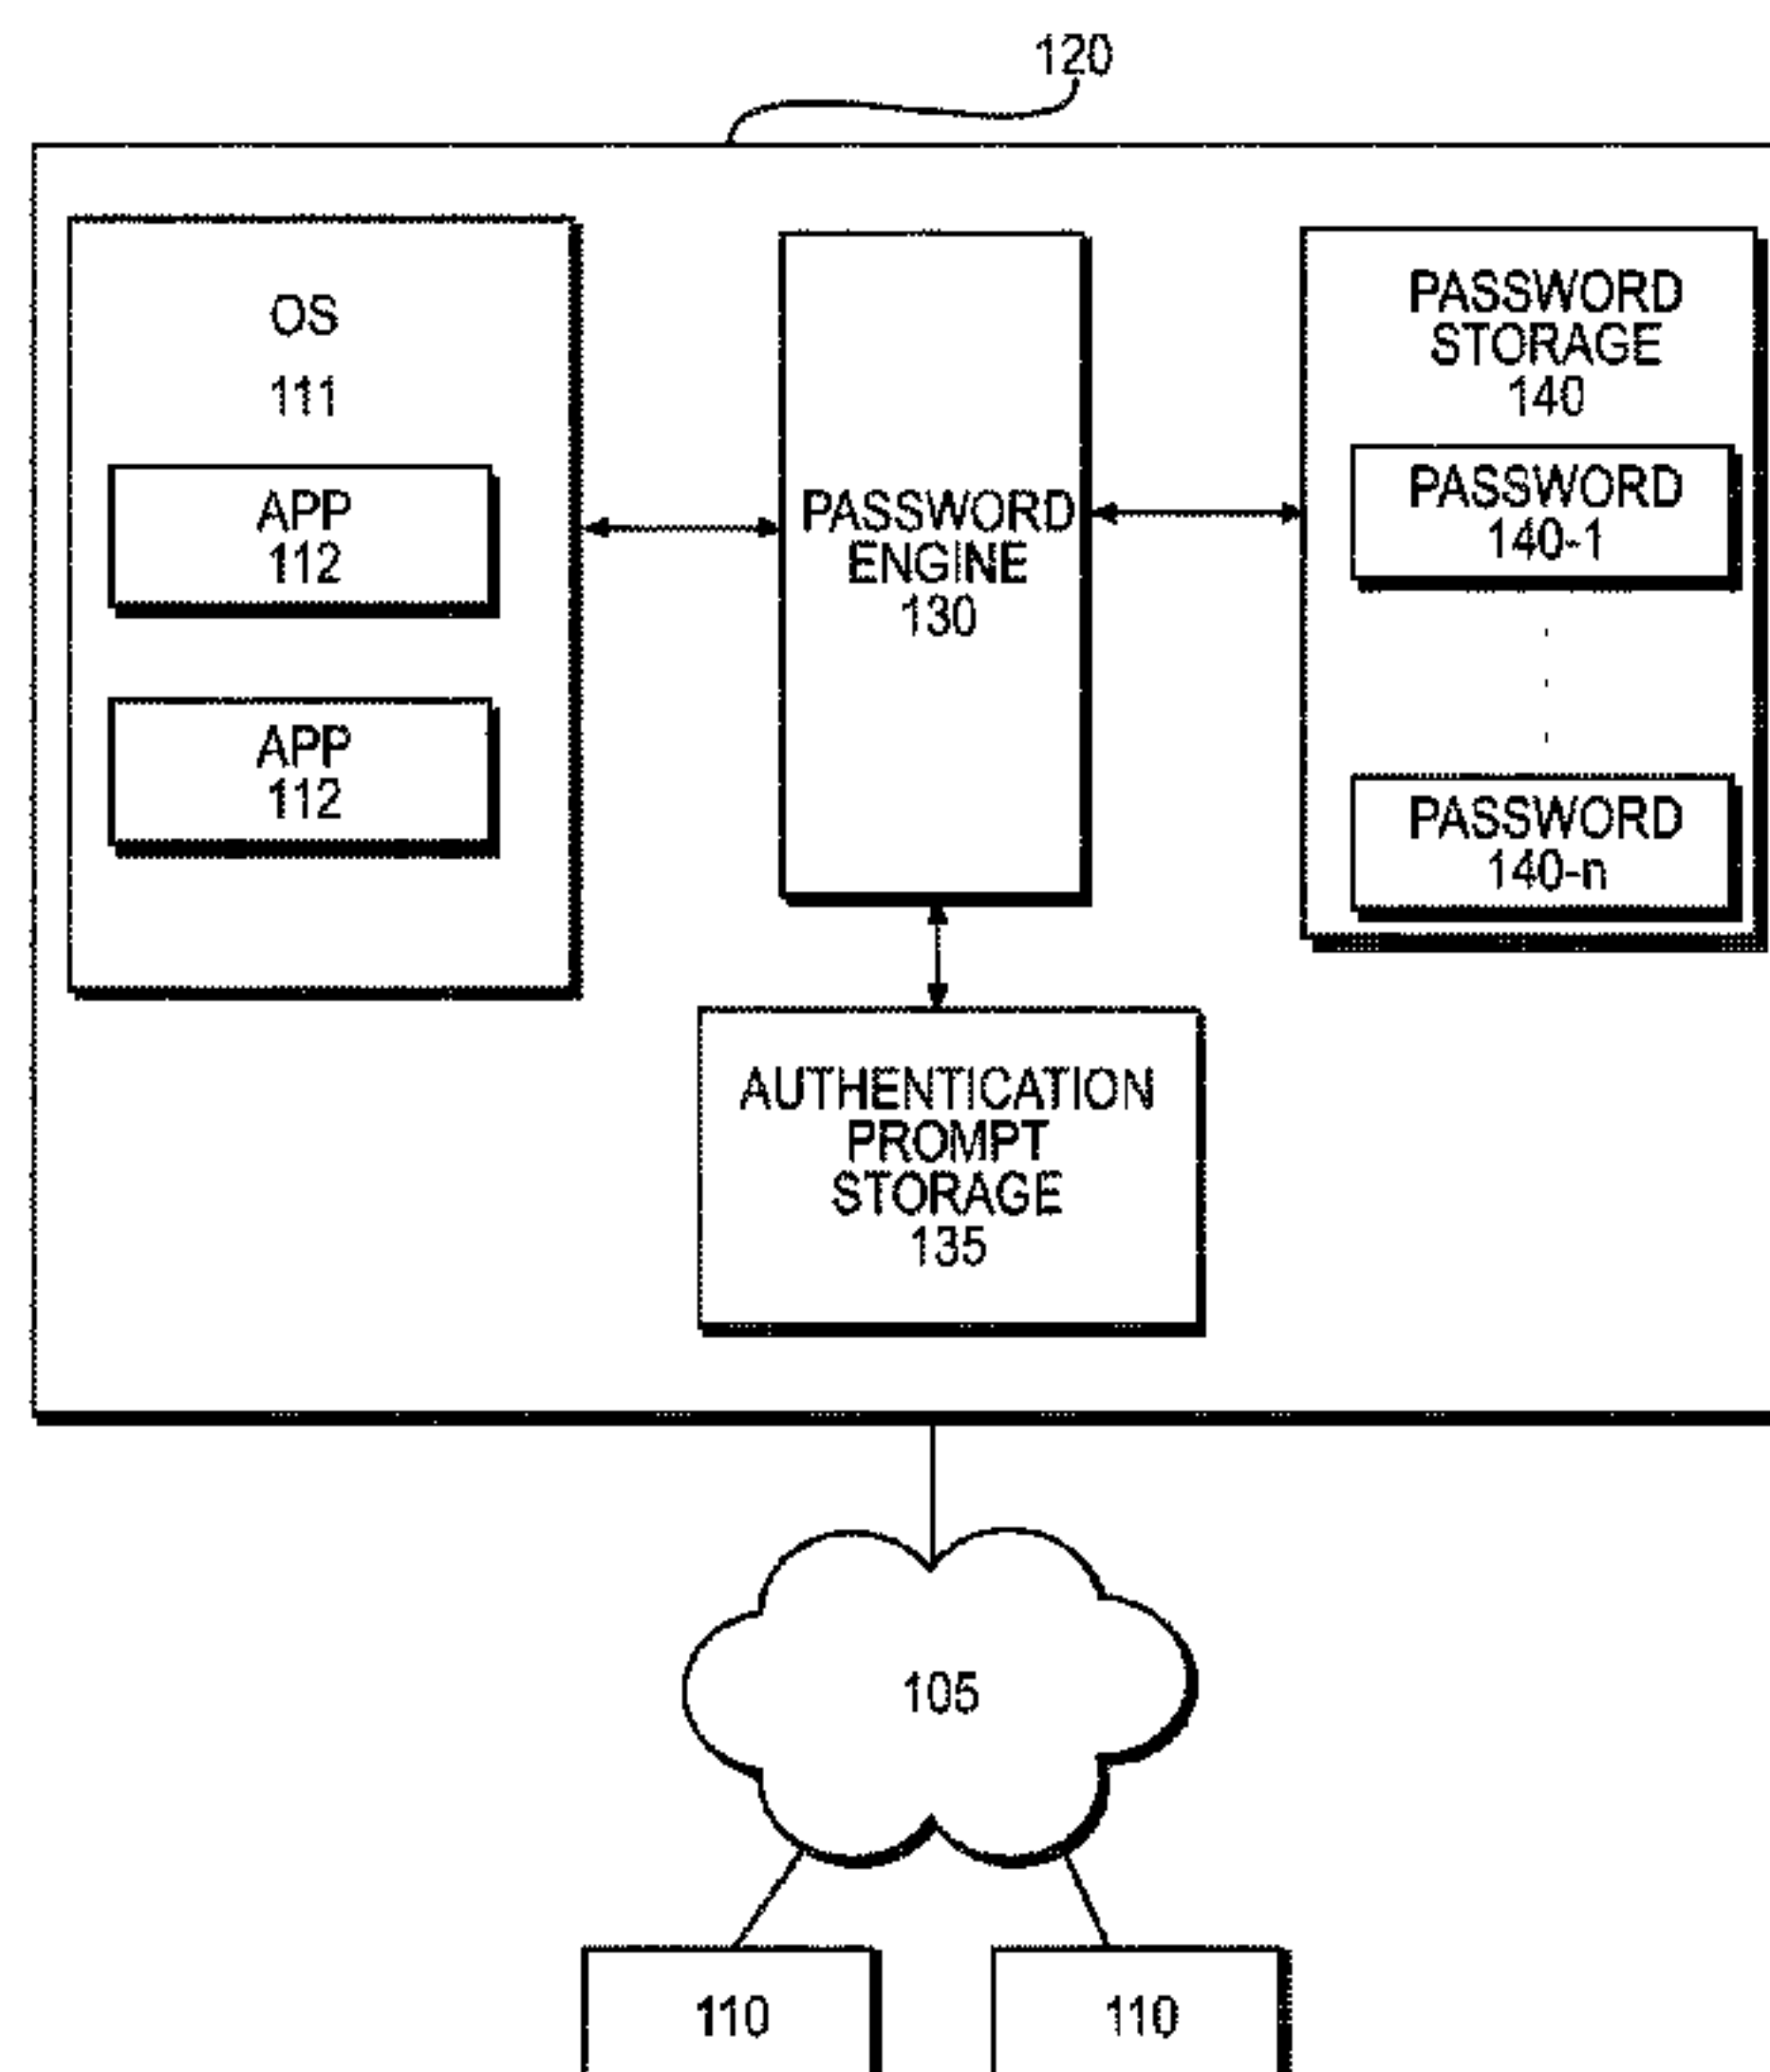 120
OS
111
APP
112
APP
112
PASSWORD
ENGINE
130
PASSWORD
STORAGE
140
PASSWORD
140-1
PASSWORD
140-n
AUTHENTICATION
PROMPT
STORAGE
135
105
110
110